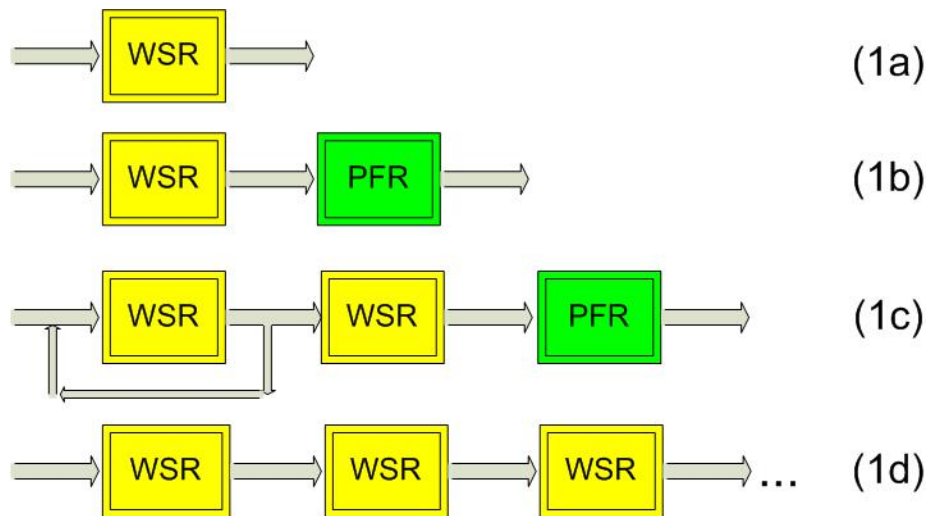 WSR (1a)
WSR PFR (1b)
WSR WSR PFR (1c)
WSR WSR WSR ... (1d)